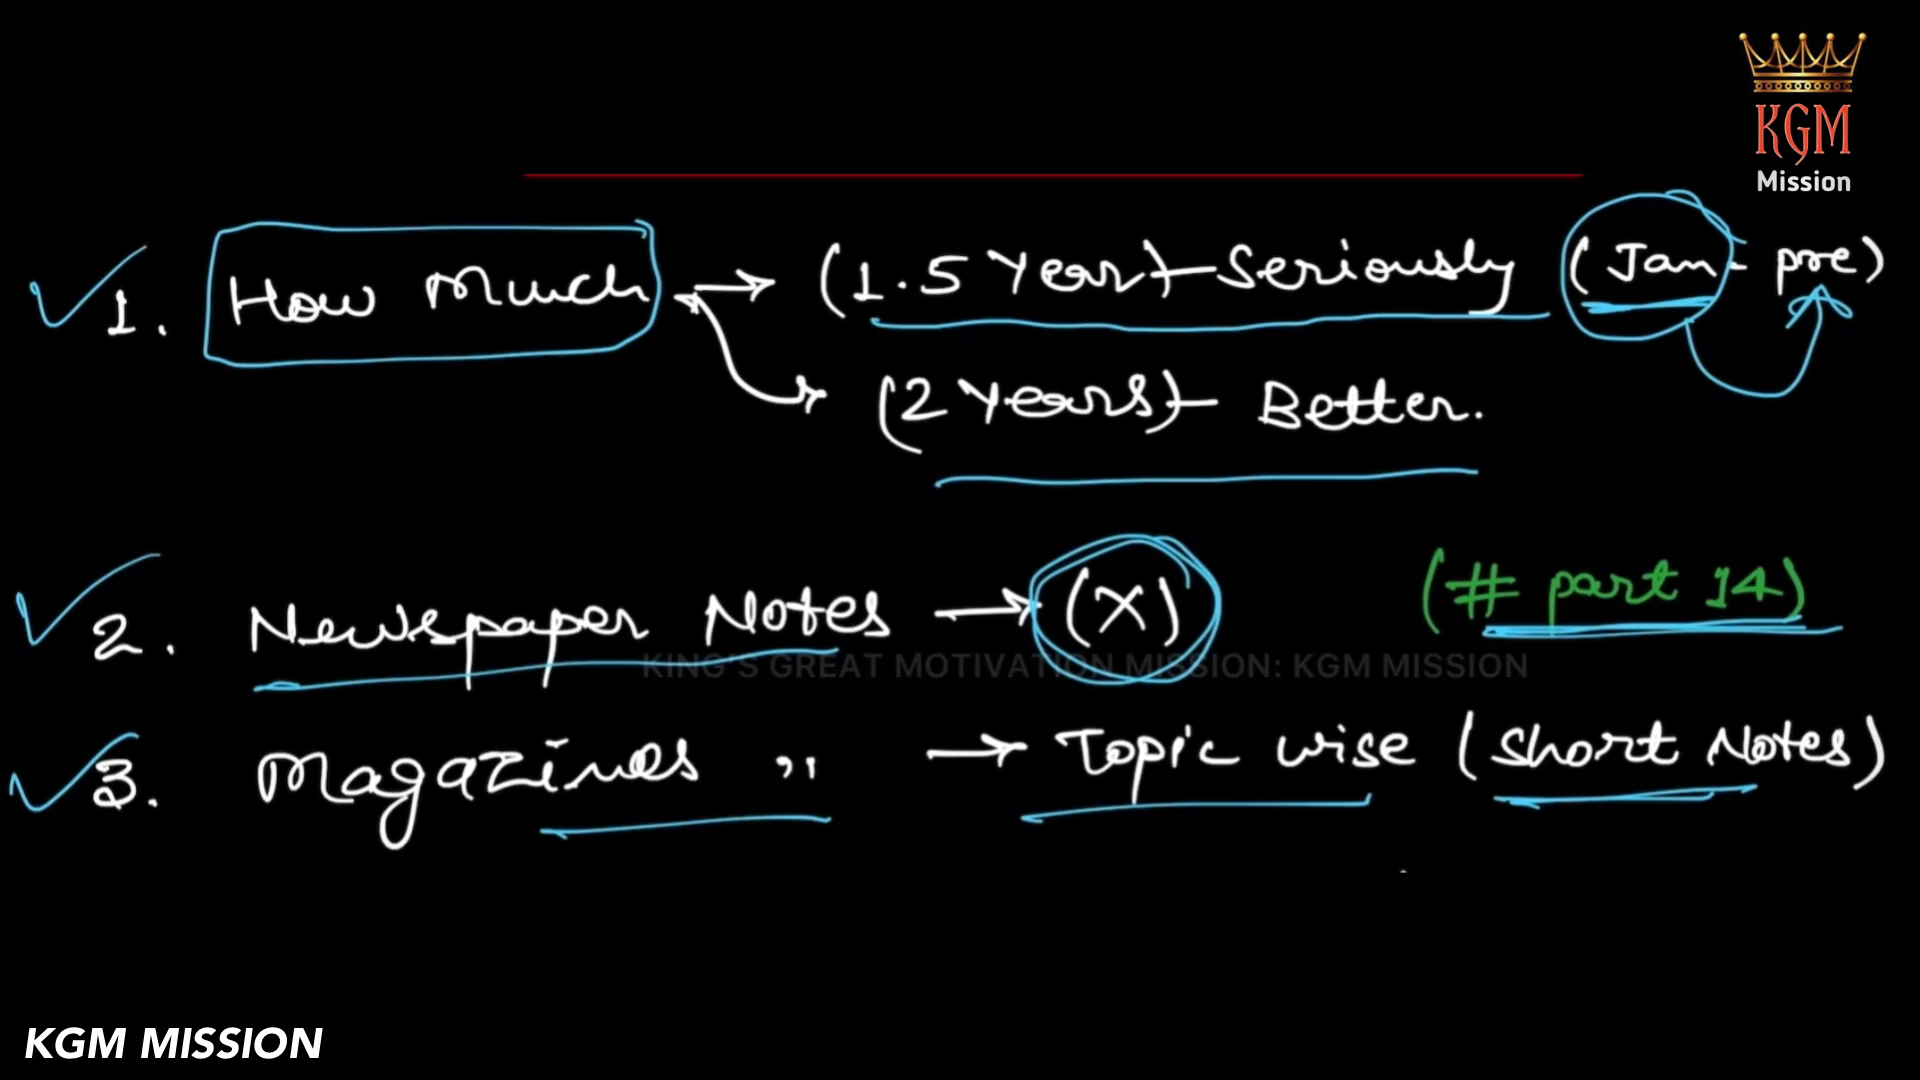 KGM
Mission
1. How Much → (1.5 Year) - Seriously (Jan - pre)
(2 Years) - Better.
2. Newspaper Notes → (X) (# part 14)
KING'S GREAT MOTIVATION MISSION: KGM MISSION
3. Magazines ,, → Topic wise (Short Notes)
KGM MISSION